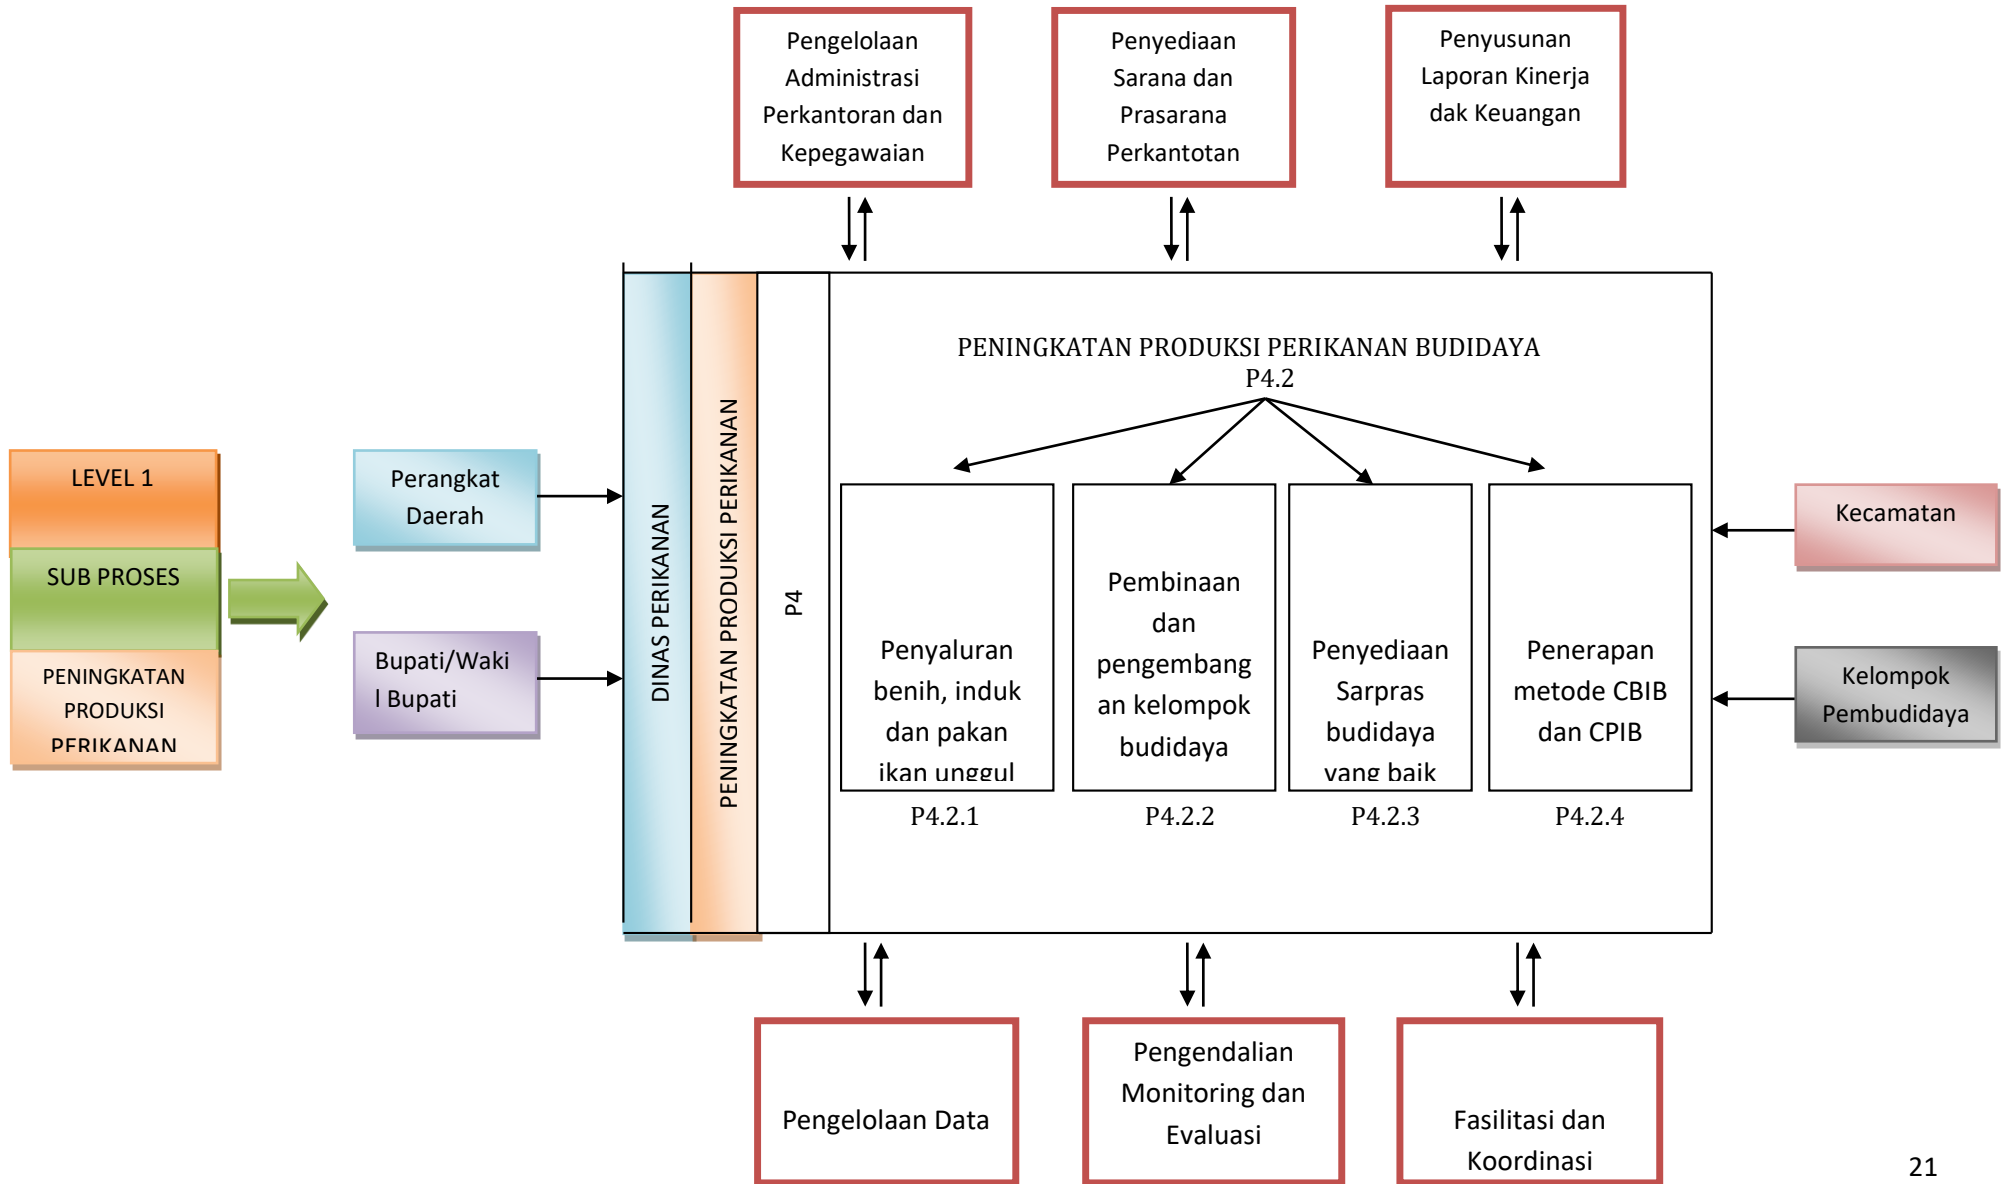 Pengelolaan
Administrasi
Perkantoran dan
Kepegawaian
Penyediaan
Sarana dan
Prasarana
Perkantotan
Penyusunan
Laporan Kinerja
dak Keuangan
LEVEL 1
SUB PROSES
PENINGKATAN
PRODUKSI
PERIKANAN
Perangkat
Daerah
Bupati/Waki
l Bupati
DINAS PERIKANAN
PENINGKATAN PRODUKSI PERIKANAN
P4
PENINGKATAN PRODUKSI PERIKANAN BUDIDAYA
P4.2
Penyaluran
benih, induk
dan pakan
ikan unggul
P4.2.1
Pembinaan
dan
pengembang
an kelompok
budidaya
P4.2.2
Penyediaan
Sarpras
budidaya
yang baik
P4.2.3
Penerapan
metode CBIB
dan CPIB
P4.2.4
Kecamatan
Kelompok
Pembudidaya
Pengelolaan Data
Pengendalian
Monitoring dan
Evaluasi
Fasilitasi dan
Koordinasi
21